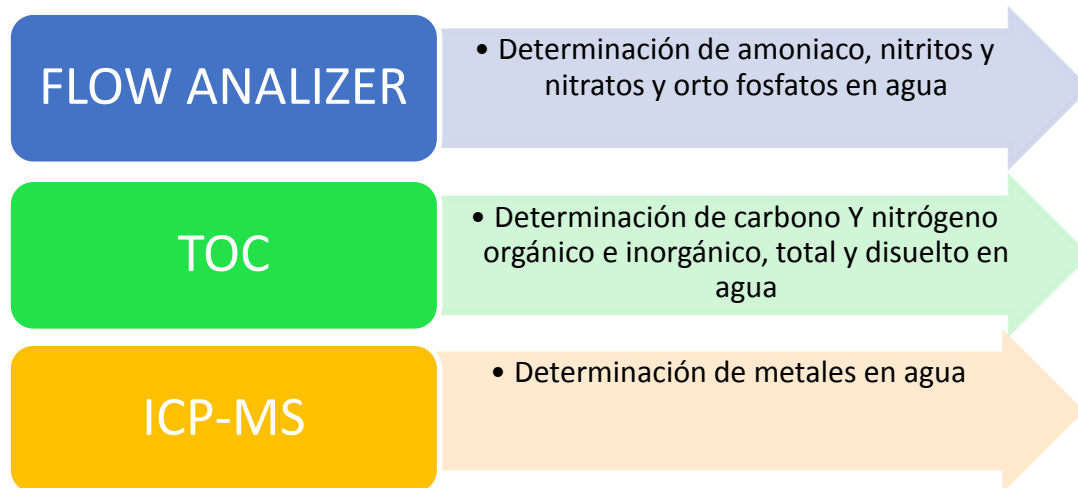 FLOW ANALIZER
• Determinación de amoniaco, nitritos y
nitratos y orto fosfatos en agua
TOC
• Determinación de carbono Y nitrógeno
orgánico e inorgánico, total y disuelto en
agua
ICP-MS
• Determinación de metales en agua